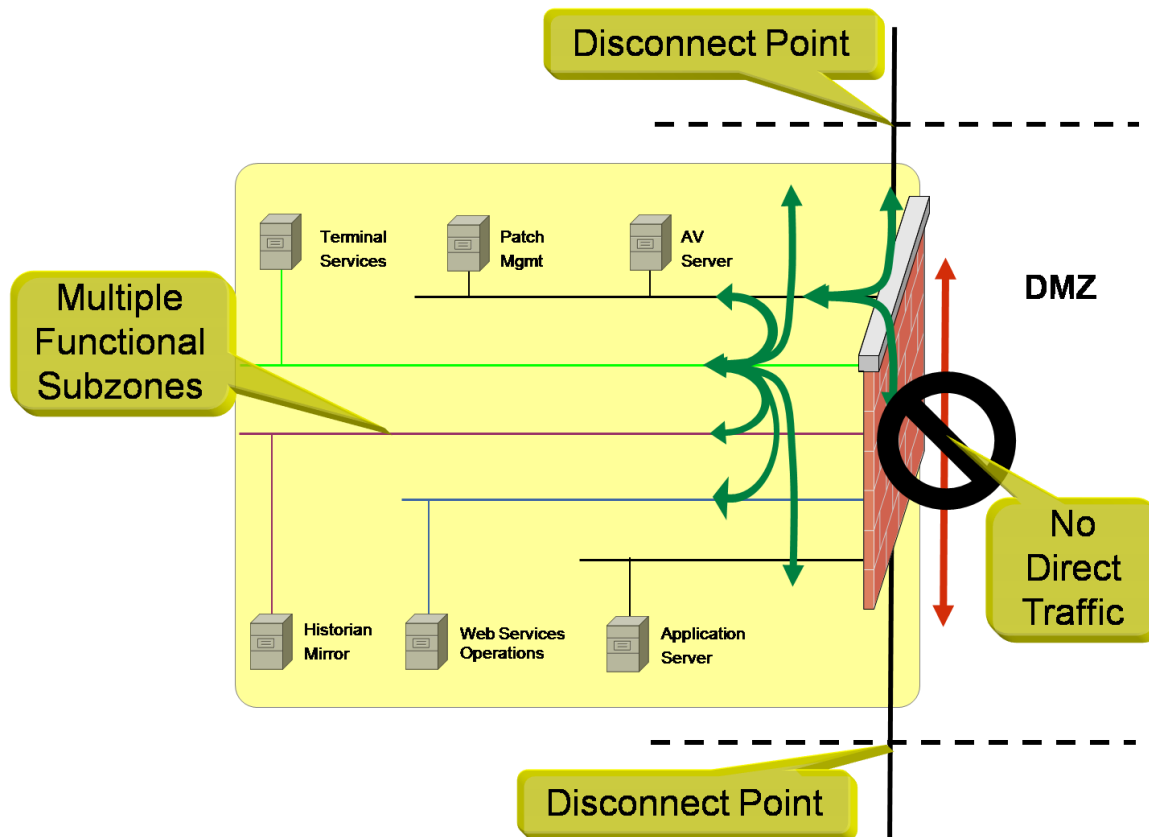 Disconnect Point
Terminal
Services
Patch
Mgmt
AV
Server
DMZ
Multiple
Functional
Subzones
No
Direct
Traffic
Historian
Mirror
Web Services
Operations
Application
Server
Disconnect Point